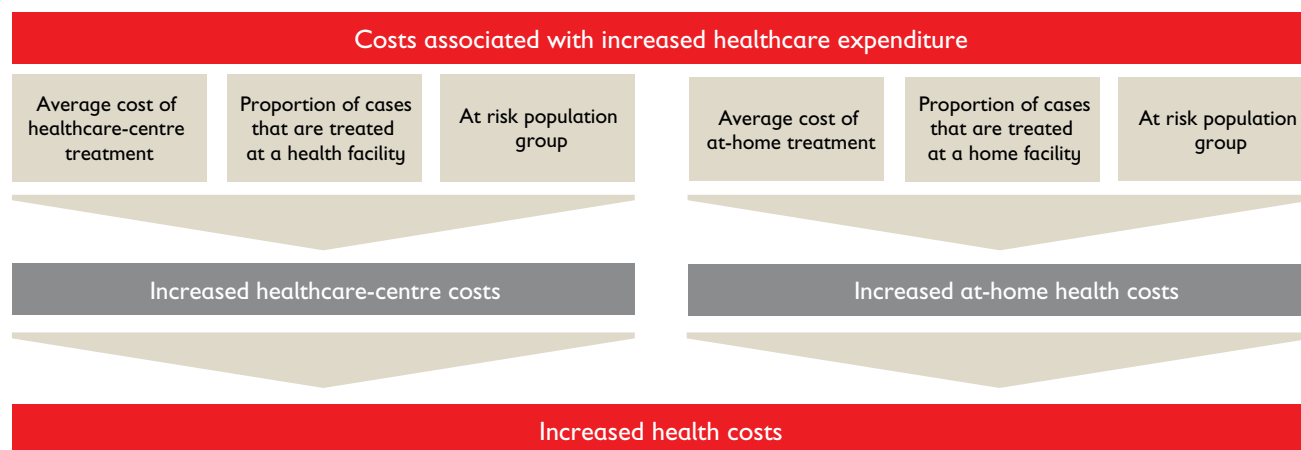 Costs associated with increased healthcare expenditure
Average cost of
healthcare-centre
treatment
Proportion of cases
that are treated
at a health facility
At risk population
group
Average cost of
at-home treatment
Proportion of cases
that are treated
at a home facility
At risk population
group
Increased healthcare-centre costs
Increased at-home health costs
Increased health costs